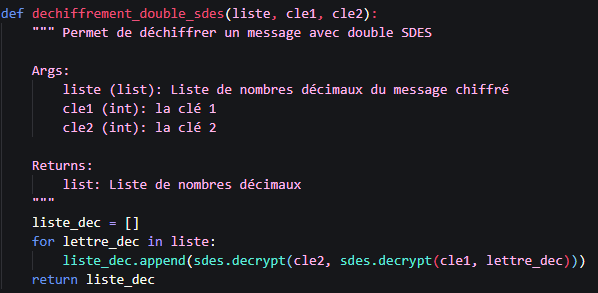 def dechiffrement_double_sdes(liste, cle1, cle2):
    """ Permet de déchiffrer un message avec double SDES

    Args:
        liste (list): Liste de nombres décimaux du message chiffré
        cle1 (int): la clé 1
        cle2 (int): la clé 2

    Returns:
        list: Liste de nombres décimaux
    """
    liste_dec = []
    for lettre_dec in liste:
        liste_dec.append(sdes.decrypt(cle2, sdes.decrypt(cle1, lettre_dec)))
    return liste_dec